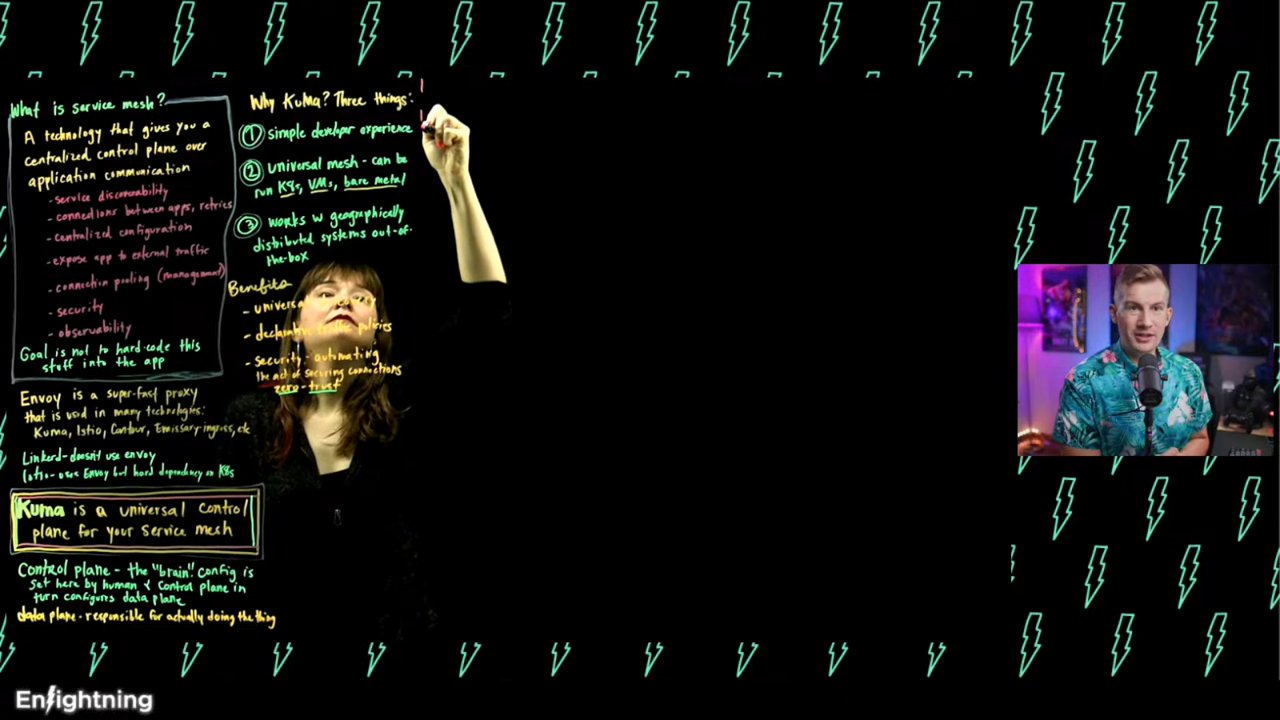 What is service mesh?
A technology that gives you a
centralized control plane over
application communication
- service discoverability
- connections between apps, retries
- centralized configuration
- expose app to external traffic
- connection pooling (management)
- security
- observability
Goal is not to hard-code this
stuff into the app
Envoy is a super-fast proxy
that is used in many technologies:
Kuma, Istio, Contour, Emissary-ingress, etc
Linkerd - doesn't use envoy
Istio - uses Envoy but hard dependency on K8s
Kuma is a universal control
plane for your service mesh
Control plane - the "brain". Config is
set here by human & control plane in
turn configures data plane
data plane - responsible for actually doing the thing
Why Kuma? Three things:
① simple developer experience
② universal mesh - can be
run K8s, VMs, bare metal
③ works w geographically
distributed systems out-of-
the-box
Benefits
- universal
- declarative traffic policies
- security - automating
the act of securing connections
zero-trust
Enlightning